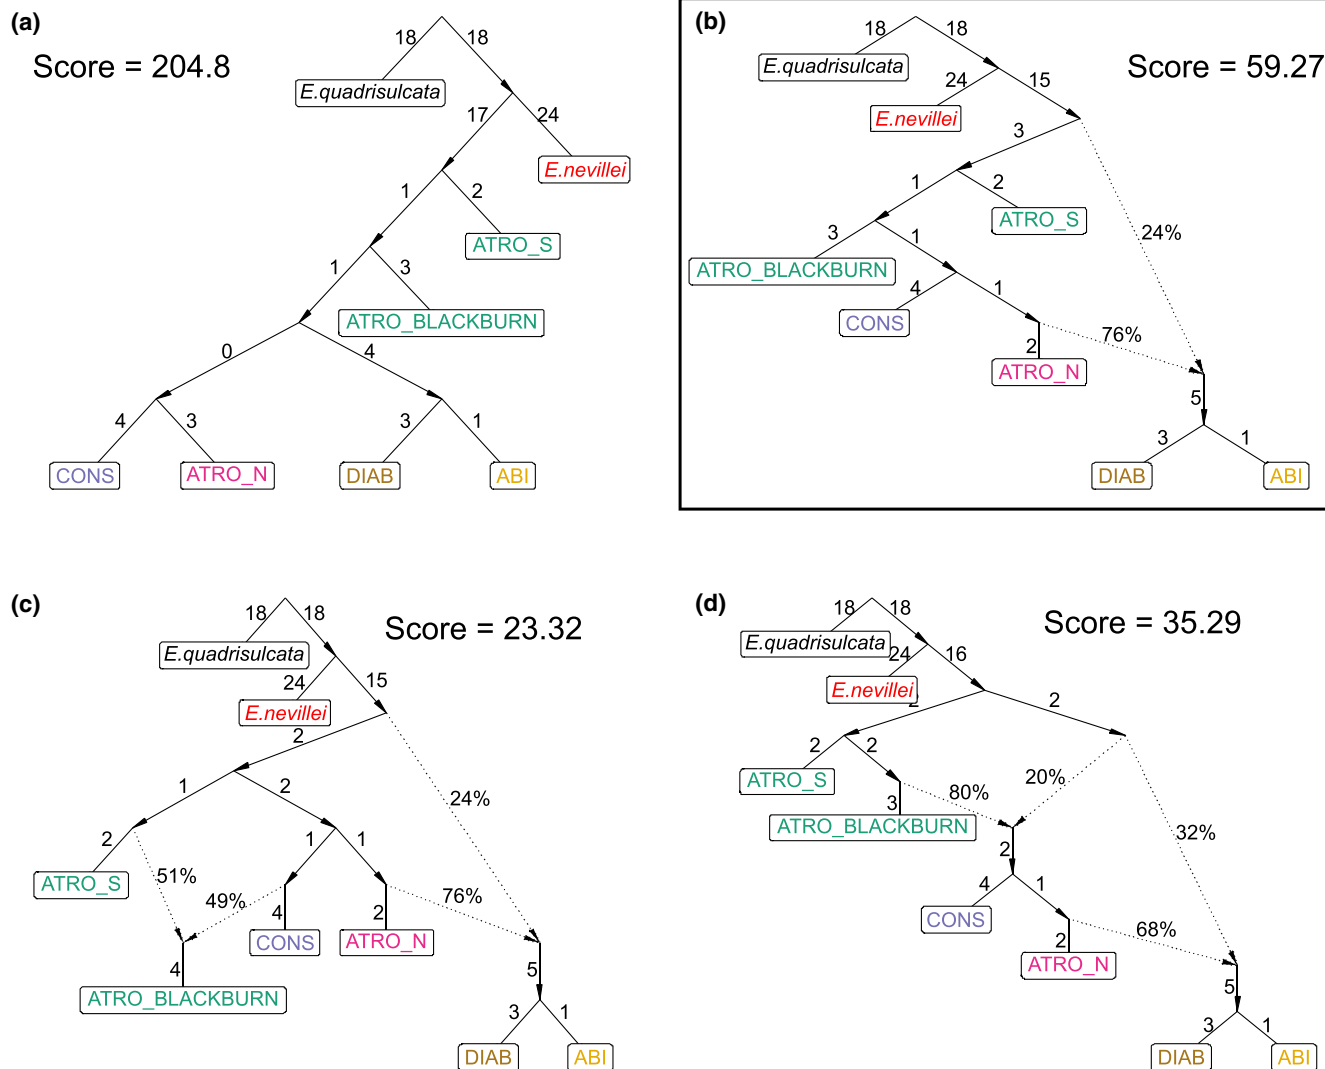 (a)
Score = 204.8
18 18
E.quadrisulcata
17 24
E.nevillei
1 2
ATRO_S
1 3
ATRO_BLACKBURN
0 4
4 3 3 1
CONS ATRO_N DIAB ABI
(b)
Score = 59.27
18 18
E.quadrisulcata
24 15
E.nevillei
3
1 2
ATRO_S
24%
3 1
ATRO_BLACKBURN
4 1
CONS
76%
2
ATRO_N
5
3 1
DIAB ABI
(c)
Score = 23.32
18 18
E.quadrisulcata
24 15
E.nevillei
2
1 2
24%
2 1 1
ATRO_S
51% 49% 76%
4 2
CONS ATRO_N
4 5
ATRO_BLACKBURN
3 1
DIAB ABI
(d)
Score = 35.29
18 18
E.quadrisulcata
24 16
E.nevillei
2 2
2 2
ATRO_S
20%
80%
3
ATRO_BLACKBURN
32%
2
4 1
CONS
68%
2
ATRO_N
5
3 1
DIAB ABI